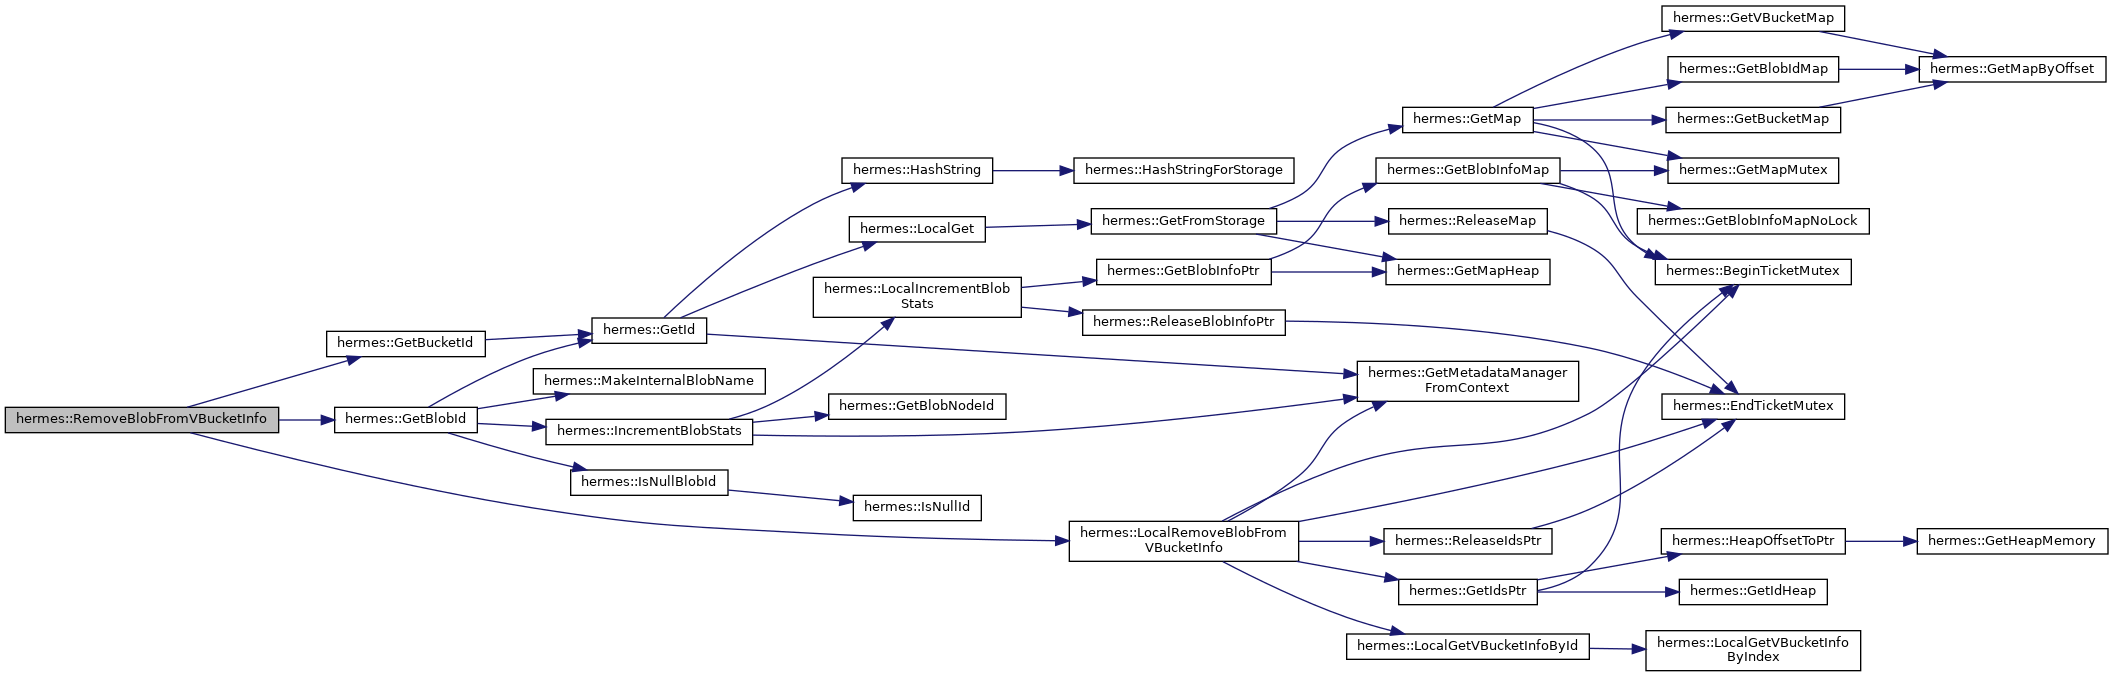 hermes::RemoveBlobFromVBucketInfo
hermes::GetBucketId
hermes::GetBlobId
hermes::GetId
hermes::MakeInternalBlobName
hermes::IncrementBlobStats
hermes::IsNullBlobId
hermes::HashString
hermes::LocalGet
hermes::LocalIncrementBlob
Stats
hermes::GetBlobNodeId
hermes::IsNullId
hermes::HashStringForStorage
hermes::GetFromStorage
hermes::GetBlobInfoPtr
hermes::ReleaseBlobInfoPtr
hermes::LocalRemoveBlobFrom
VBucketInfo
hermes::GetMap
hermes::GetBlobInfoMap
hermes::ReleaseMap
hermes::GetMapHeap
hermes::GetMetadataManager
FromContext
hermes::ReleaseIdsPtr
hermes::GetIdsPtr
hermes::LocalGetVBucketInfoById
hermes::GetVBucketMap
hermes::GetBlobIdMap
hermes::GetBucketMap
hermes::GetMapMutex
hermes::GetBlobInfoMapNoLock
hermes::BeginTicketMutex
hermes::EndTicketMutex
hermes::HeapOffsetToPtr
hermes::GetIdHeap
hermes::LocalGetVBucketInfo
ByIndex
hermes::GetMapByOffset
hermes::GetHeapMemory